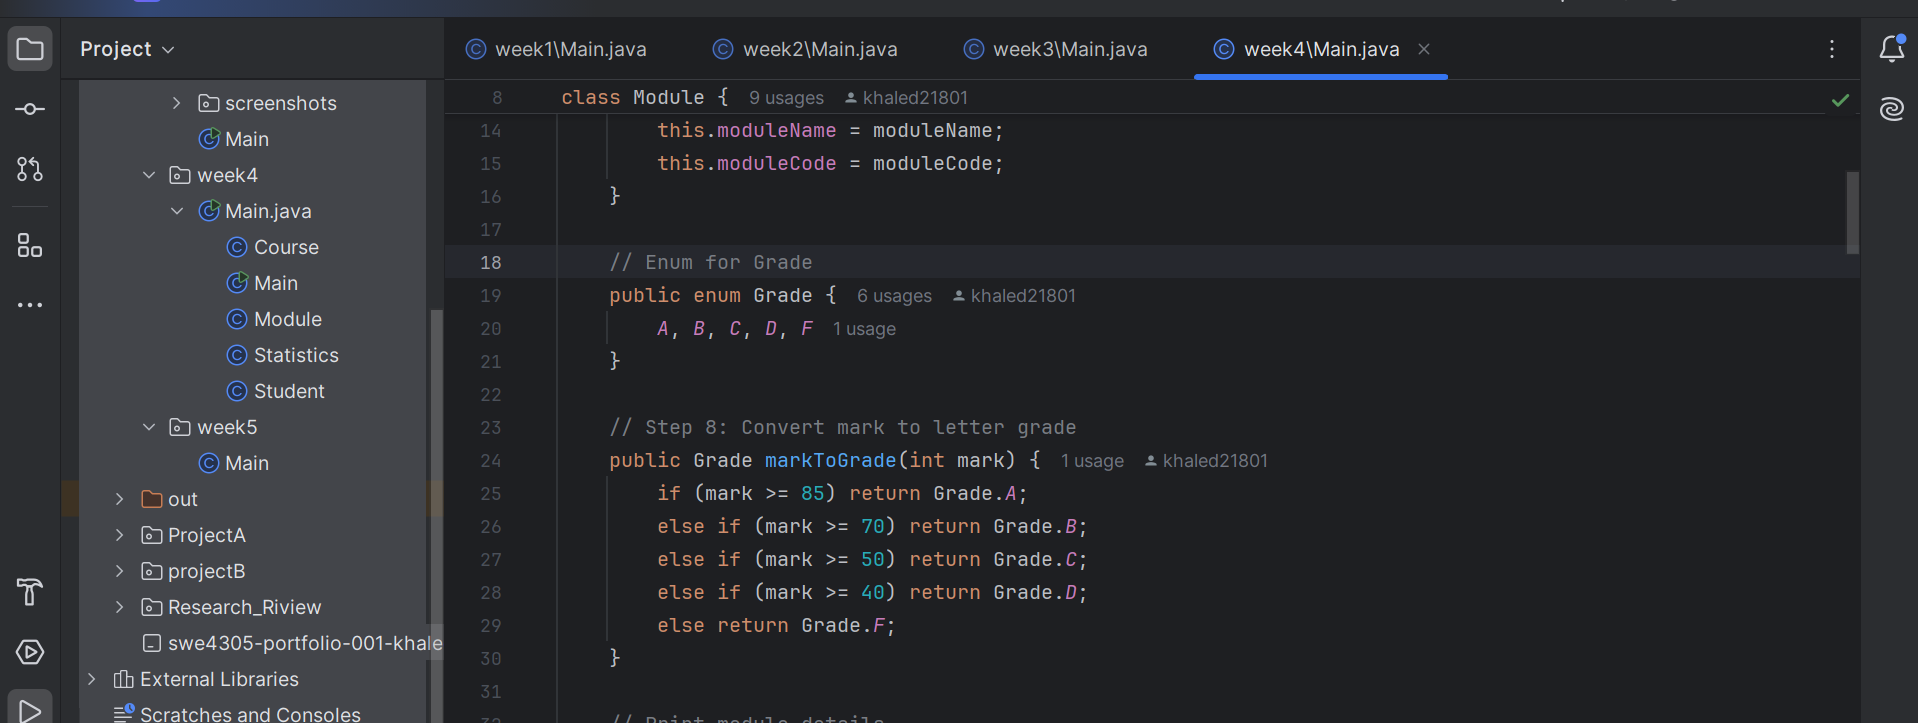 Project
week1\Main.java
week2\Main.java
week3\Main.java
week4\Main.java
screenshots
Main
week4
Main.java
Course
Main
Module
Statistics
Student
week5
Main
out
ProjectA
projectB
Research_Riview
swe4305-portfolio-001-khale
External Libraries
Scratches and Consoles
8 class Module { 9 usages khaled21801
14 this.moduleName = moduleName;
15 this.moduleCode = moduleCode;
16 }
17
18 // Enum for Grade
19 public enum Grade { 6 usages khaled21801
20 A, B, C, D, F 1 usage
21 }
22
23 // Step 8: Convert mark to letter grade
24 public Grade markToGrade(int mark) { 1 usage khaled21801
25 if (mark >= 85) return Grade.A;
26 else if (mark >= 70) return Grade.B;
27 else if (mark >= 50) return Grade.C;
28 else if (mark >= 40) return Grade.D;
29 else return Grade.F;
30 }
31
32 // Print module details